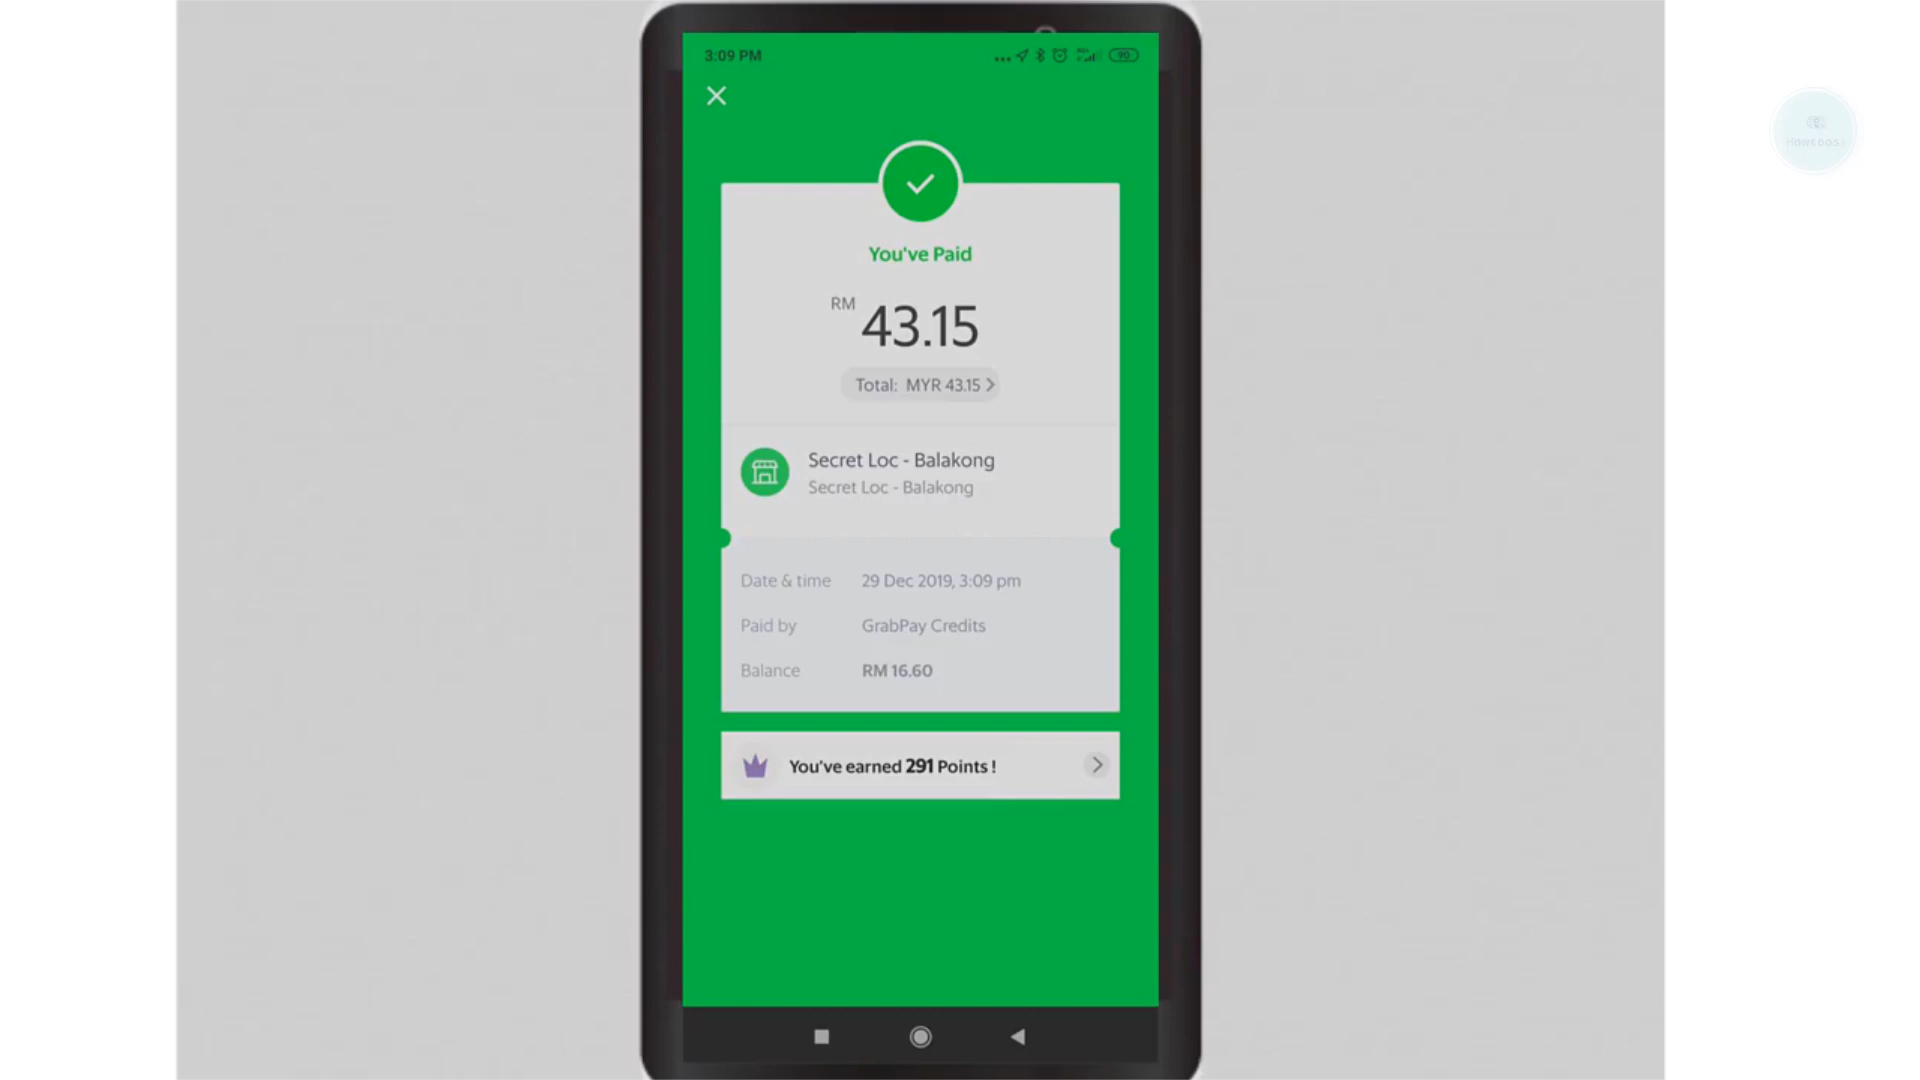 3:09 PM
90
You've Paid
RM 43.15
Total: MYR 43.15
Secret Loc - Balakong
Secret Loc - Balakong
Date & time 29 Dec 2019, 3:09 pm
Paid by GrabPay Credits
Balance RM 16.60
You've earned 291 Points !